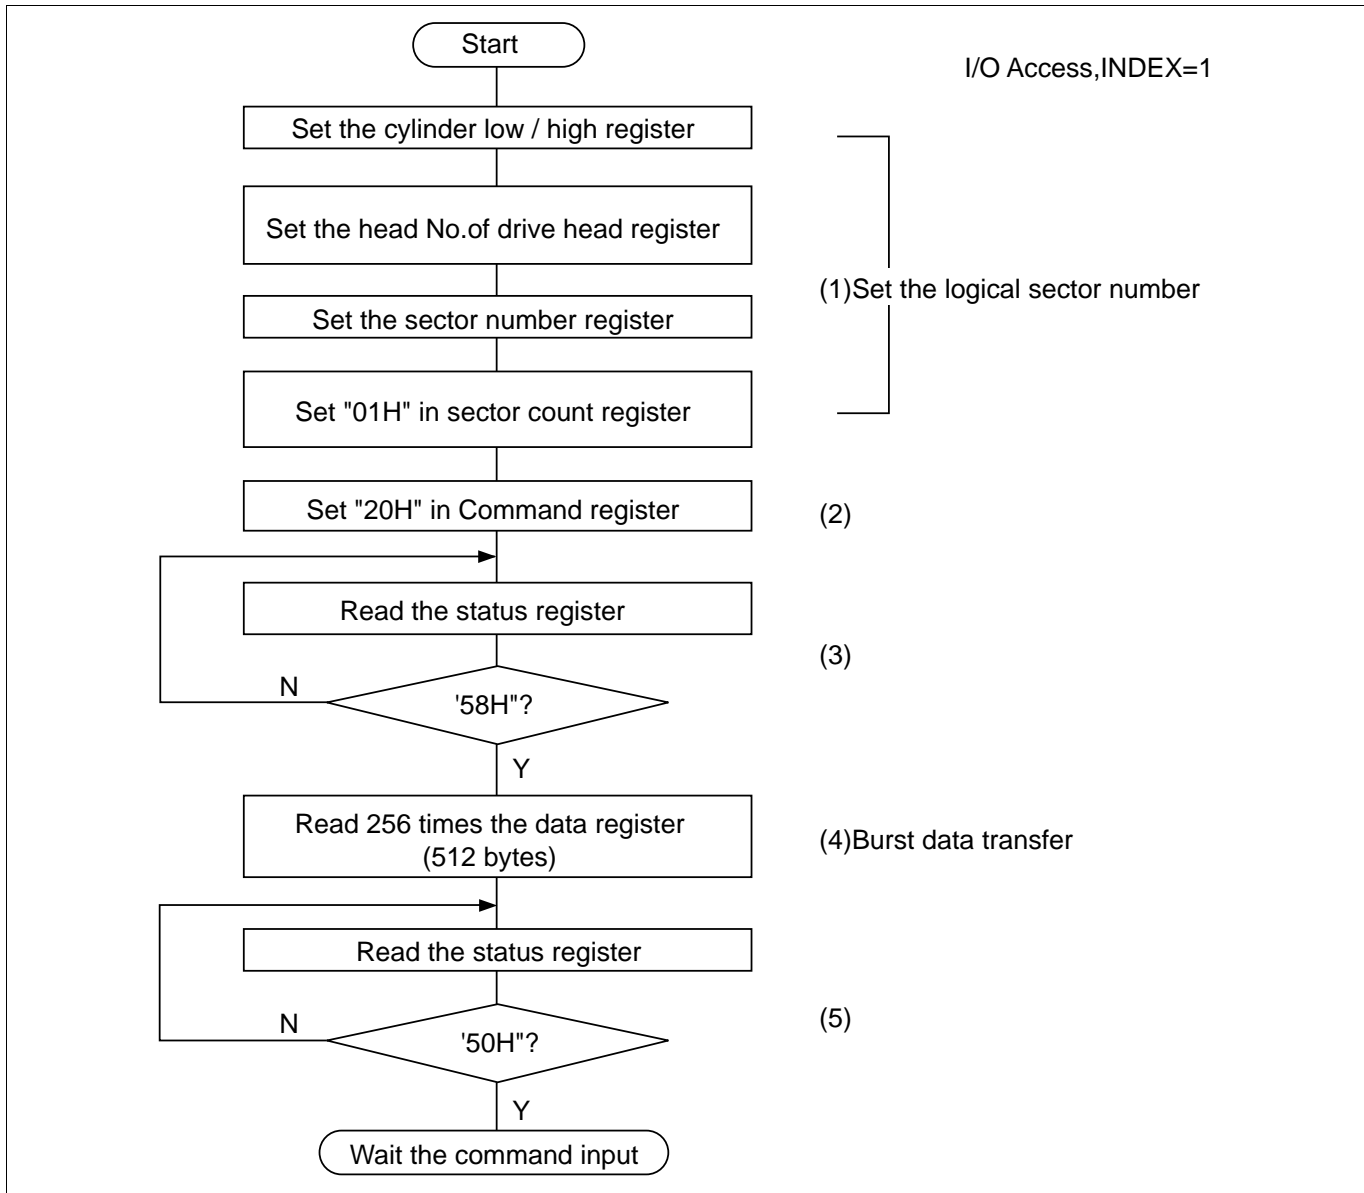 Start
I/O Access,INDEX=1
Set the cylinder low / high register
Set the head No.of drive head register
(1)Set the logical sector number
Set the sector number register
Set "01H" in sector count register
Set "20H" in Command register
(2)
Read the status register
(3)
N
'58H"?
Y
Read 256 times the data register
(512 bytes)
(4)Burst data transfer
Read the status register
(5)
N
'50H"?
Y
Wait the command input